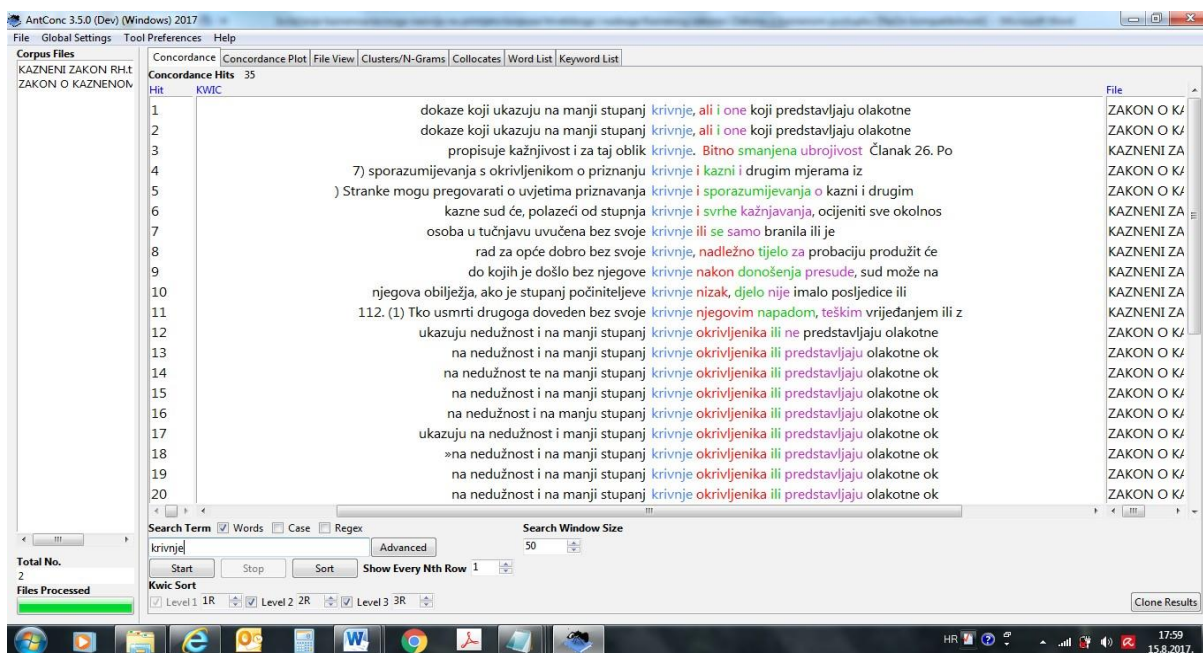 AntConc 3.5.0 (Dev) (Windows) 2017
File Global Settings Tool Preferences Help
Corpus Files
KAZNENI ZAKON RH.t
ZAKON O KAZNENOM
Total No.
2
Files Processed
Concordance Concordance Plot File View Clusters/N-Grams Collocates Word List Keyword List
Concordance Hits 35
Hit KWIC File
1 dokaze koji ukazuju na manji stupanj krivnje, ali i one koji predstavljaju olakotne ZAKON O KA
2 dokaze koji ukazuju na manji stupanj krivnje, ali i one koji predstavljaju olakotne ZAKON O KA
3 propisuje kažnjivost i za taj oblik krivnje. Bitno smanjena ubrojivost Članak 26. Po KAZNENI ZA
4 7) sporazumijevanja s okrivljenikom o priznanju krivnje i kazni i drugim mjerama iz ZAKON O KA
5 ) Stranke mogu pregovarati o uvjetima priznavanja krivnje i sporazumijevanja o kazni i drugim ZAKON O KA
6 kazne sud će, polazeći od stupnja krivnje i svrhe kažnjavanja, ocijeniti sve okolnos KAZNENI ZA
7 osoba u tučnjavu uvučena bez svoje krivnje ili se samo branila ili je KAZNENI ZA
8 rad za opće dobro bez svoje krivnje, nadležno tijelo za probaciju produžit će KAZNENI ZA
9 do kojih je došlo bez njegove krivnje nakon donošenja presude, sud može na KAZNENI ZA
10 njegova obilježja, ako je stupanj počiniteljeve krivnje nizak, djelo nije imalo posljedice ili KAZNENI ZA
11 112. (1) Tko usmrti drugoga doveden bez svoje krivnje njegovim napadom, teškim vrijeđanjem ili z KAZNENI ZA
12 ukazuju nedužnost i na manji stupanj krivnje okrivljenika ili ne predstavljaju olakotne ZAKON O KA
13 na nedužnost i na manji stupanj krivnje okrivljenika ili predstavljaju olakotne ok ZAKON O KA
14 na nedužnost te na manji stupanj krivnje okrivljenika ili predstavljaju olakotne ok ZAKON O KA
15 na nedužnost i na manji stupanj krivnje okrivljenika ili predstavljaju olakotne ok ZAKON O KA
16 na nedužnost i na manju stupanj krivnje okrivljenika ili predstavljaju olakotne ok ZAKON O KA
17 ukazuju na nedužnost i manji stupanj krivnje okrivljenika ili predstavljaju olakotne ok ZAKON O KA
18 »na nedužnost i na manji stupanj krivnje okrivljenika ili predstavljaju olakotne ok ZAKON O KA
19 na nedužnost i na manji stupanj krivnje okrivljenika ili predstavljaju olakotne ok ZAKON O KA
20 na nedužnost i na manji stupanj krivnje okrivljenika ili predstavljaju olakotne ok ZAKON O KA
Search Term Words Case Regex Search Window Size
krivnje Advanced 50
Start Stop Sort Show Every Nth Row 1
Kwic Sort
Level 1 1R Level 2 2R Level 3 3R Clone Results
HR 17:59
15.8.2017.